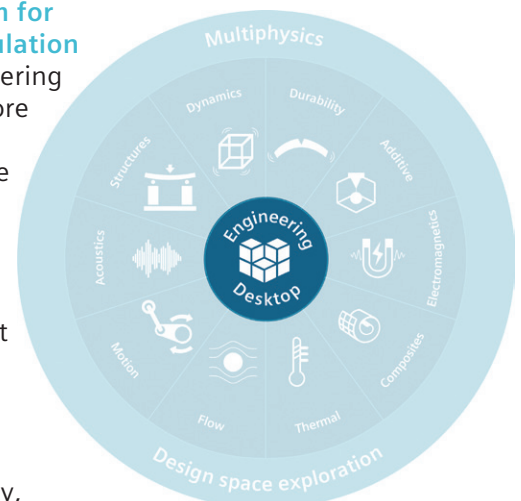 n for
ulation
ering
ore
e
t
y,
Multiphysics
Dynamics
Durability
Structures
Additive
Acoustics
Electromagnetics
Motion
Composites
Flow
Thermal
Engineering
Desktop
Design space exploration